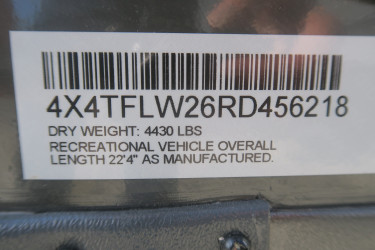 4X4TFLW26RD456218
DRY WEIGHT: 4430 LBS
RECREATIONAL VEHICLE OVERALL
LENGTH 22'4" AS MANUFACTURED.